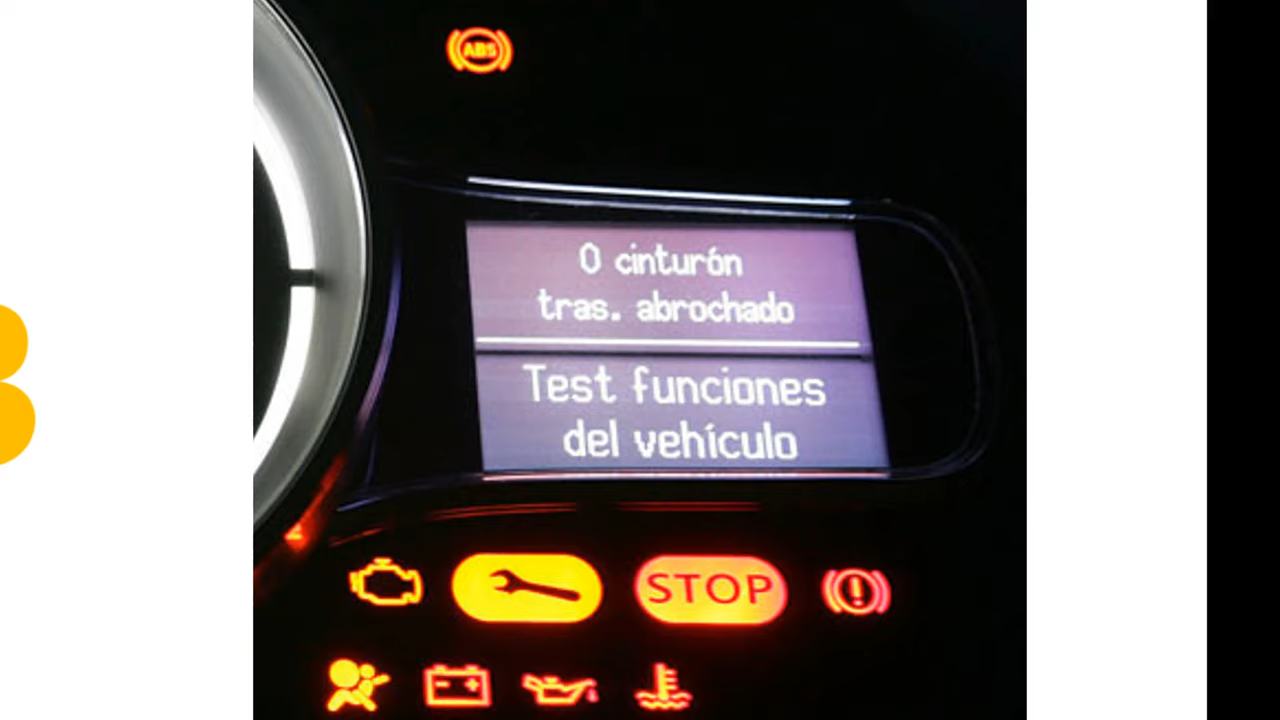 ABS
0 cinturón
tras. abrochado
Test funciones
del vehículo
STOP